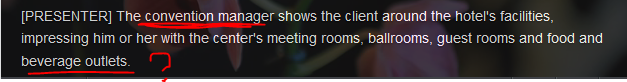 [PRESENTER] The convention manager shows the client around the hotel's facilities,
impressing him or her with the center's meeting rooms, ballrooms, guest rooms and food and
beverage outlets. ?